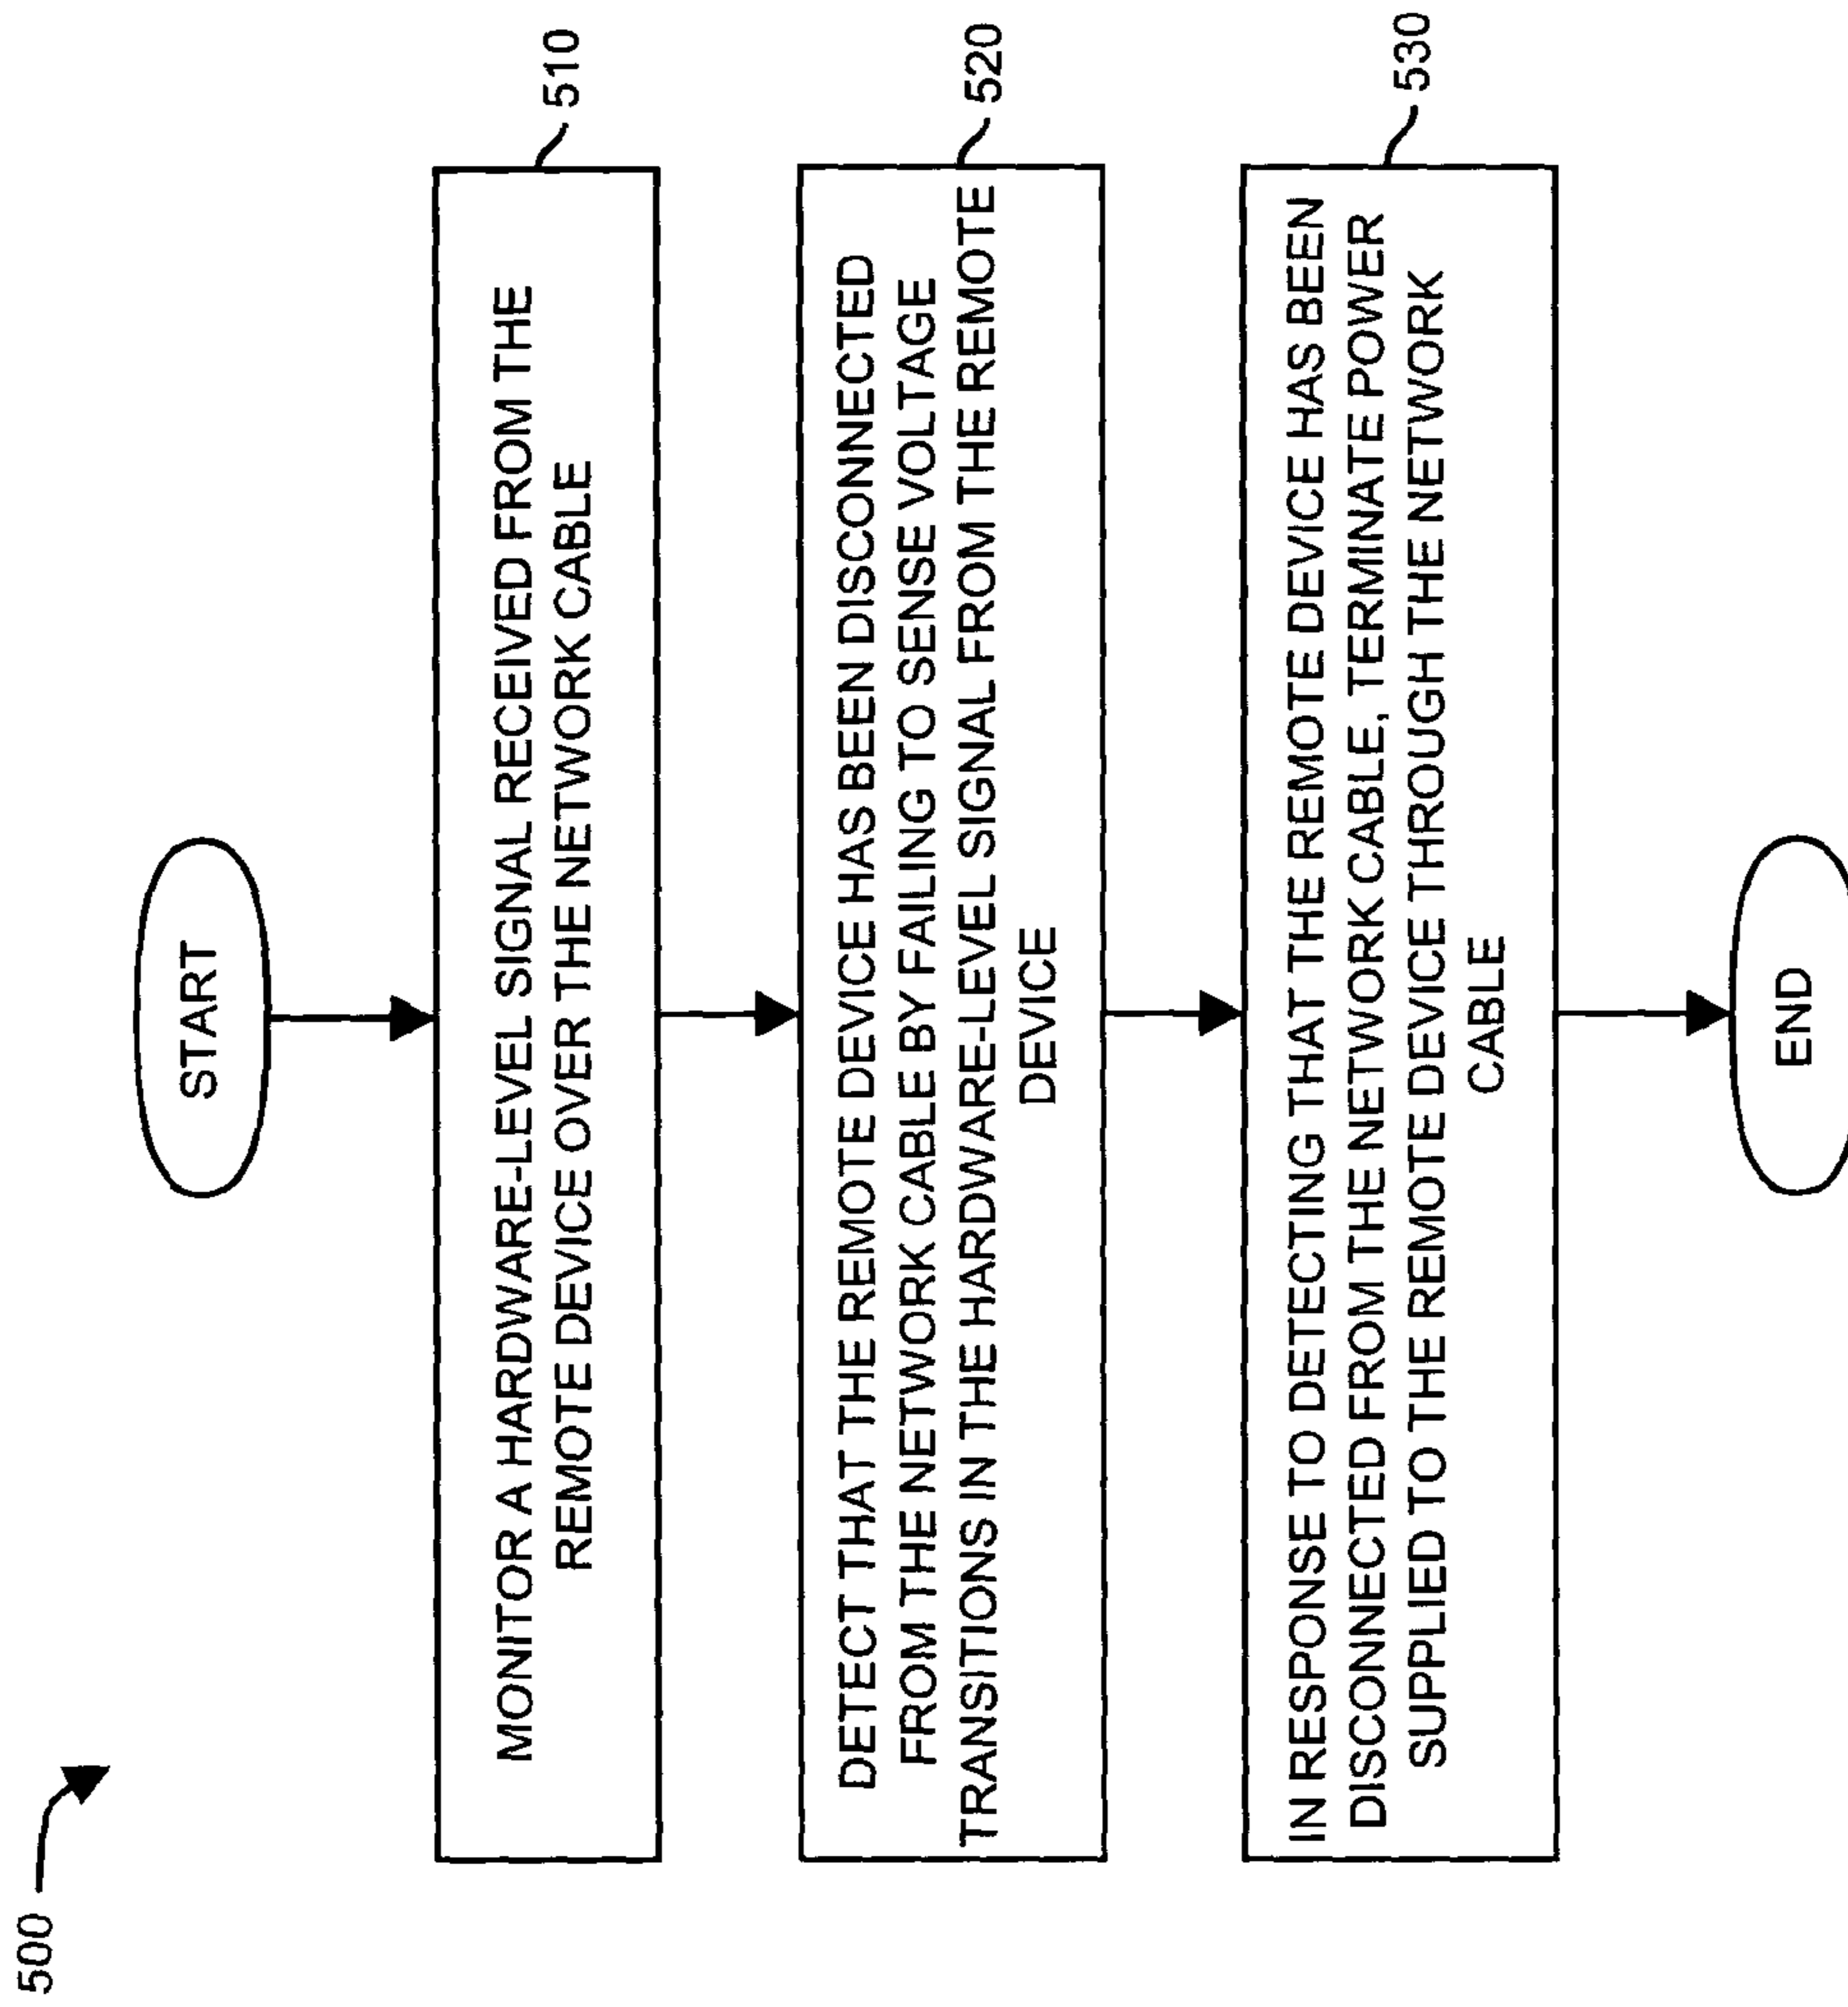 500
START
MONITOR A HARDWARE-LEVEL SIGNAL RECEIVED FROM THE
REMOTE DEVICE OVER THE NETWORK CABLE
510
DETECT THAT THE REMOTE DEVICE HAS BEEN DISCONNECTED
FROM THE NETWORK CABLE BY FAILING TO SENSE VOLTAGE
TRANSITIONS IN THE HARDWARE-LEVEL SIGNAL FROM THE REMOTE
DEVICE
520
IN RESPONSE TO DETECTING THAT THE REMOTE DEVICE HAS BEEN
DISCONNECTED FROM THE NETWORK CABLE, TERMINATE POWER
SUPPLIED TO THE REMOTE DEVICE THROUGH THE NETWORK
CABLE
530
END